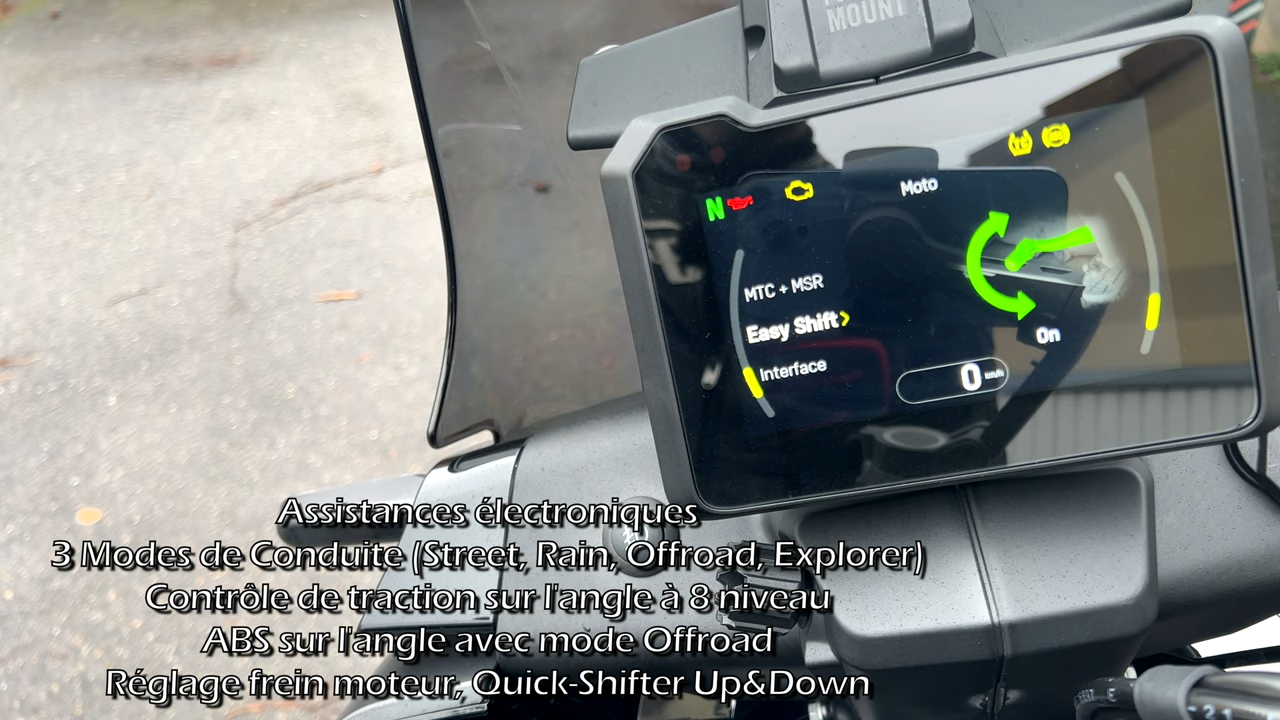 MOUNT
N
Moto
MTC + MSR
Easy Shift
Interface
On
0 km/h
Assistances électroniques
3 Modes de Conduite (Street, Rain, Offroad, Explorer)
Contrôle de traction sur l'angle à 8 niveau
ABS sur l'angle avec mode Offroad
Réglage frein moteur, Quick-Shifter Up&Down